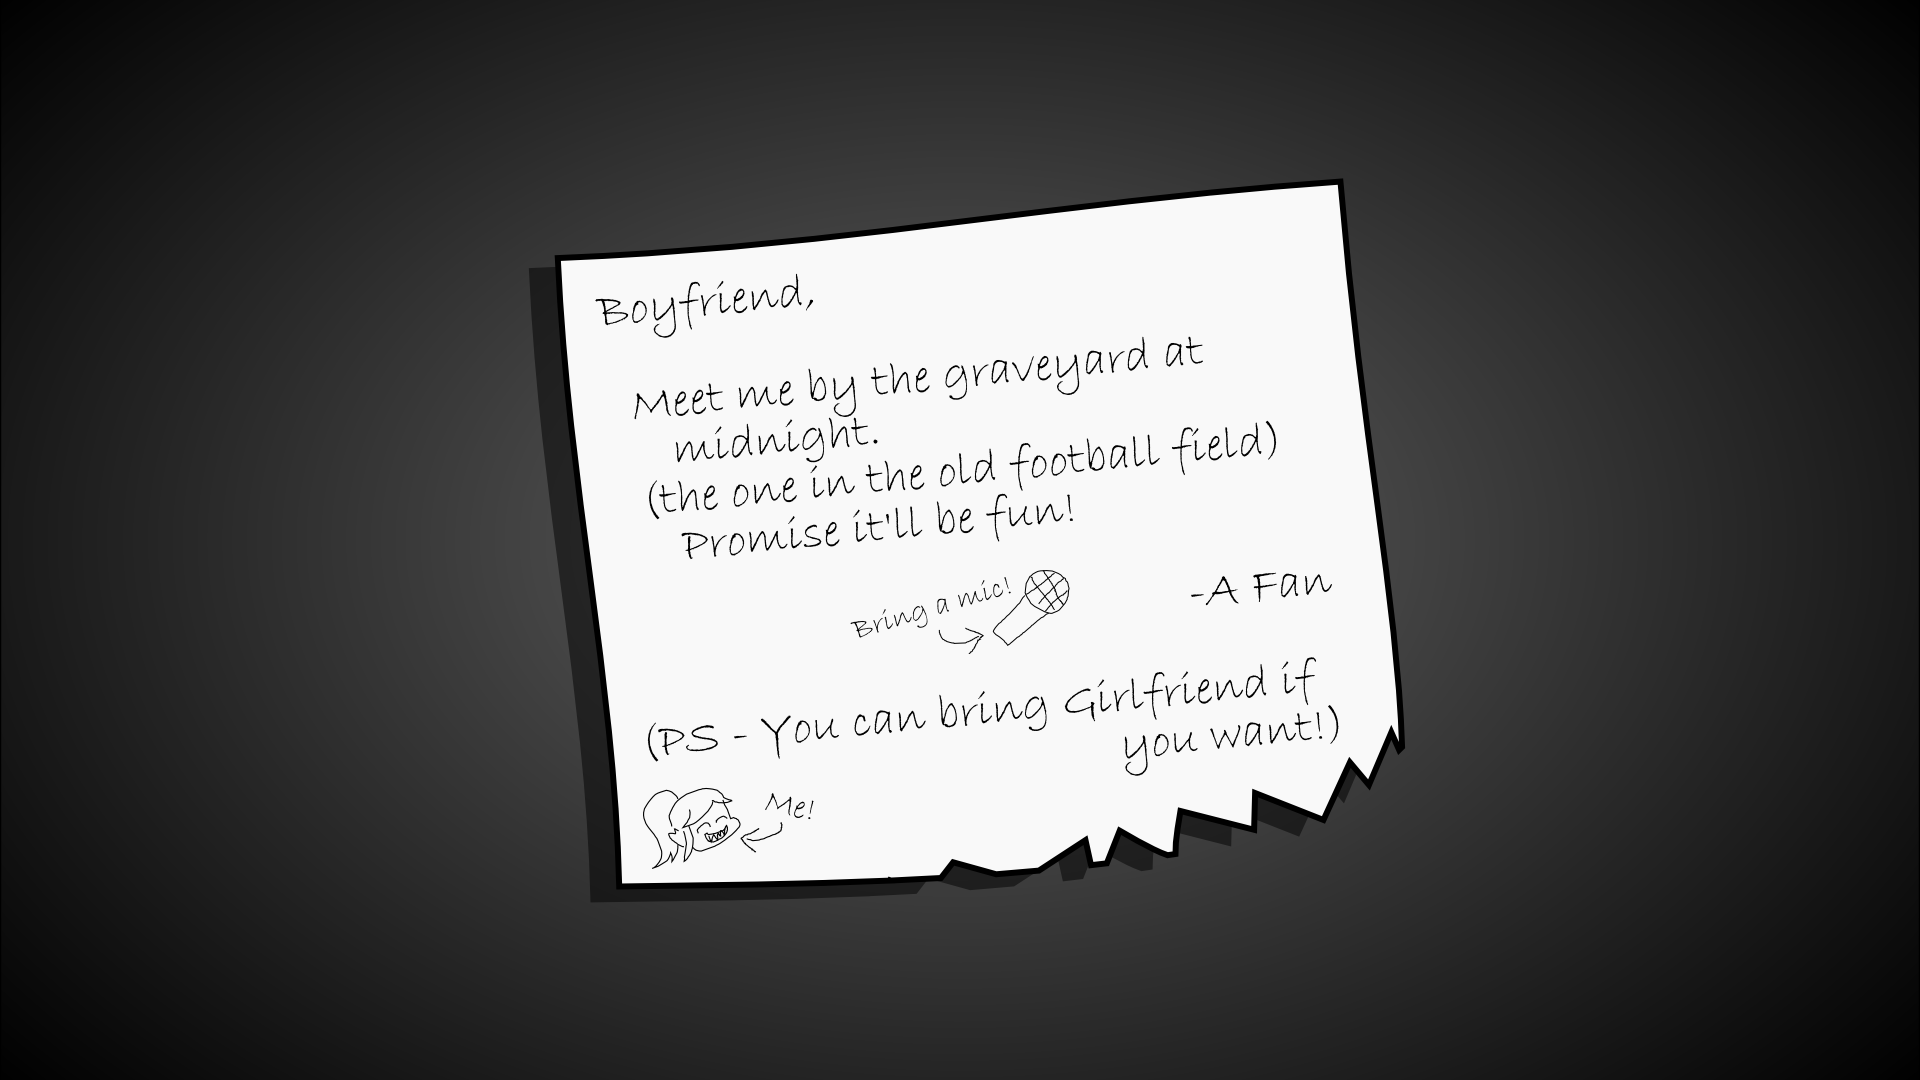 Boyfriend,
Meet me by the graveyard at
midnight.
(the one in the old football field)
Promise it'll be fun!
Bring a mic!
-A Fan
(PS - You can bring Girlfriend if
you want!)
Me!